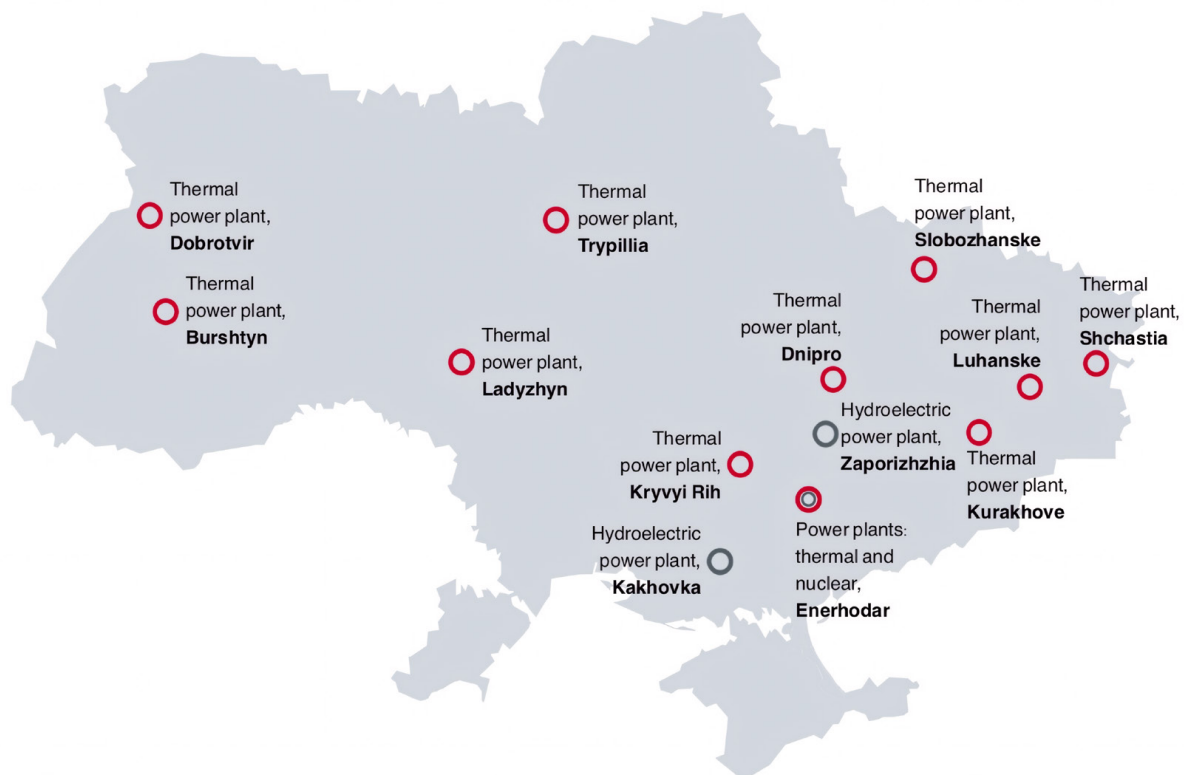 Thermal
power plant,
Dobrotvir
Thermal
power plant,
Burshtyn
Thermal
power plant,
Trypillia
Thermal
power plant,
Ladyzhyn
Thermal
power plant,
Slobozhanske
Thermal
power plant,
Shchastia
Thermal
power plant,
Luhanske
Thermal
power plant,
Dnipro
Hydroelectric
power plant,
Zaporizhzhia
Thermal
power plant,
Kurakhove
Thermal
power plant,
Kryvyi Rih
Power plants:
thermal and
nuclear,
Enerhodar
Hydroelectric
power plant,
Kakhovka